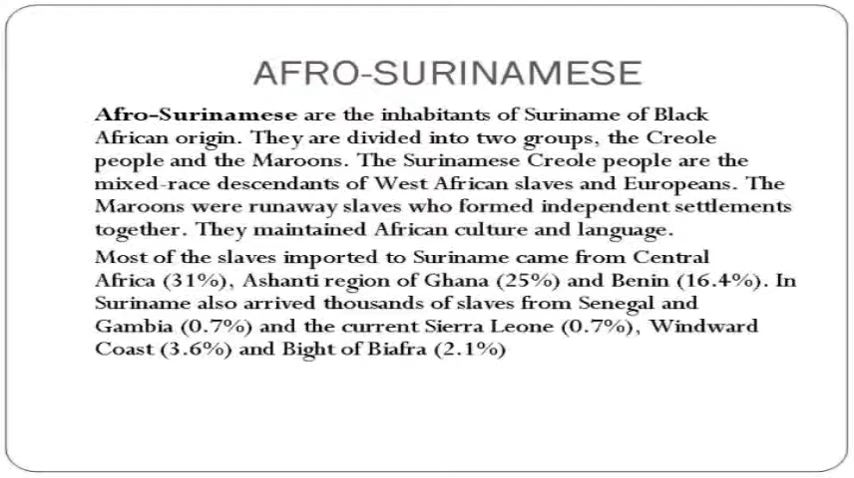 AFRO-SURINAMESE
Afro-Surinamese are the inhabitants of Suriname of Black
African origin. They are divided into two groups, the Creole
people and the Maroons. The Surinamese Creole people are the
mixed-race descendants of West African slaves and Europeans. The
Maroons were runaway slaves who formed independent settlements
together. They maintained African culture and language.
Most of the slaves imported to Suriname came from Central
Africa (31%), Ashanti region of Ghana (25%) and Benin (16.4%). In
Suriname also arrived thousands of slaves from Senegal and
Gambia (0.7%) and the current Sierra Leone (0.7%), Windward
Coast (3.6%) and Bight of Biafra (2.1%)